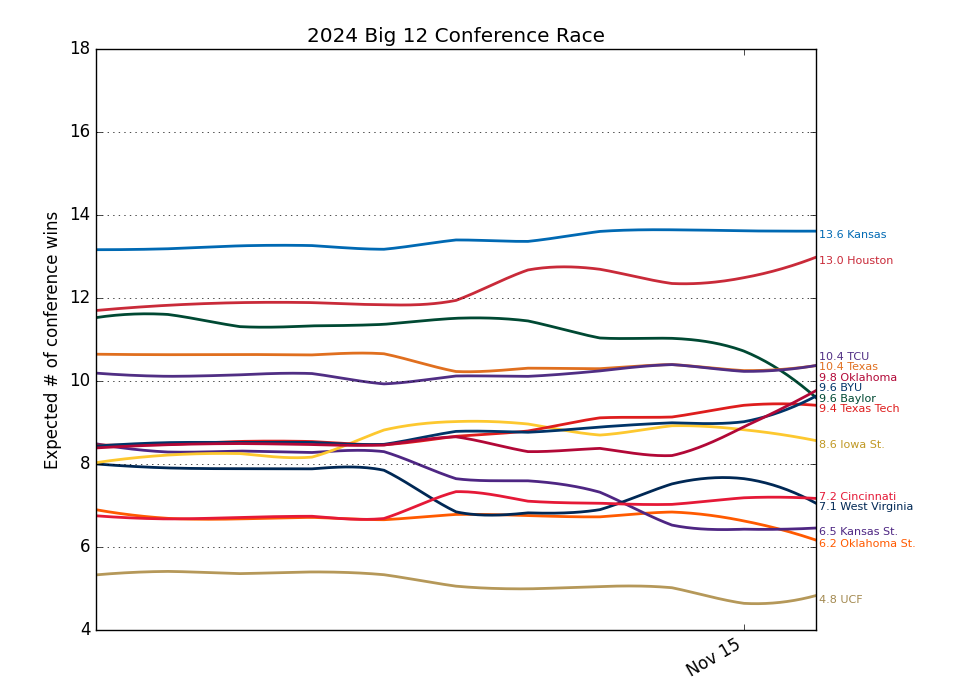 2024 Big 12 Conference Race
Expected # of conference wins
18
16
14
12
10
8
6
4
13.6 Kansas
13.0 Houston
10.4 TCU
10.4 Texas
9.8 Oklahoma
9.6 BYU
9.6 Baylor
9.4 Texas Tech
8.6 Iowa St.
7.2 Cincinnati
7.1 West Virginia
6.5 Kansas St.
6.2 Oklahoma St.
4.8 UCF
Nov 15